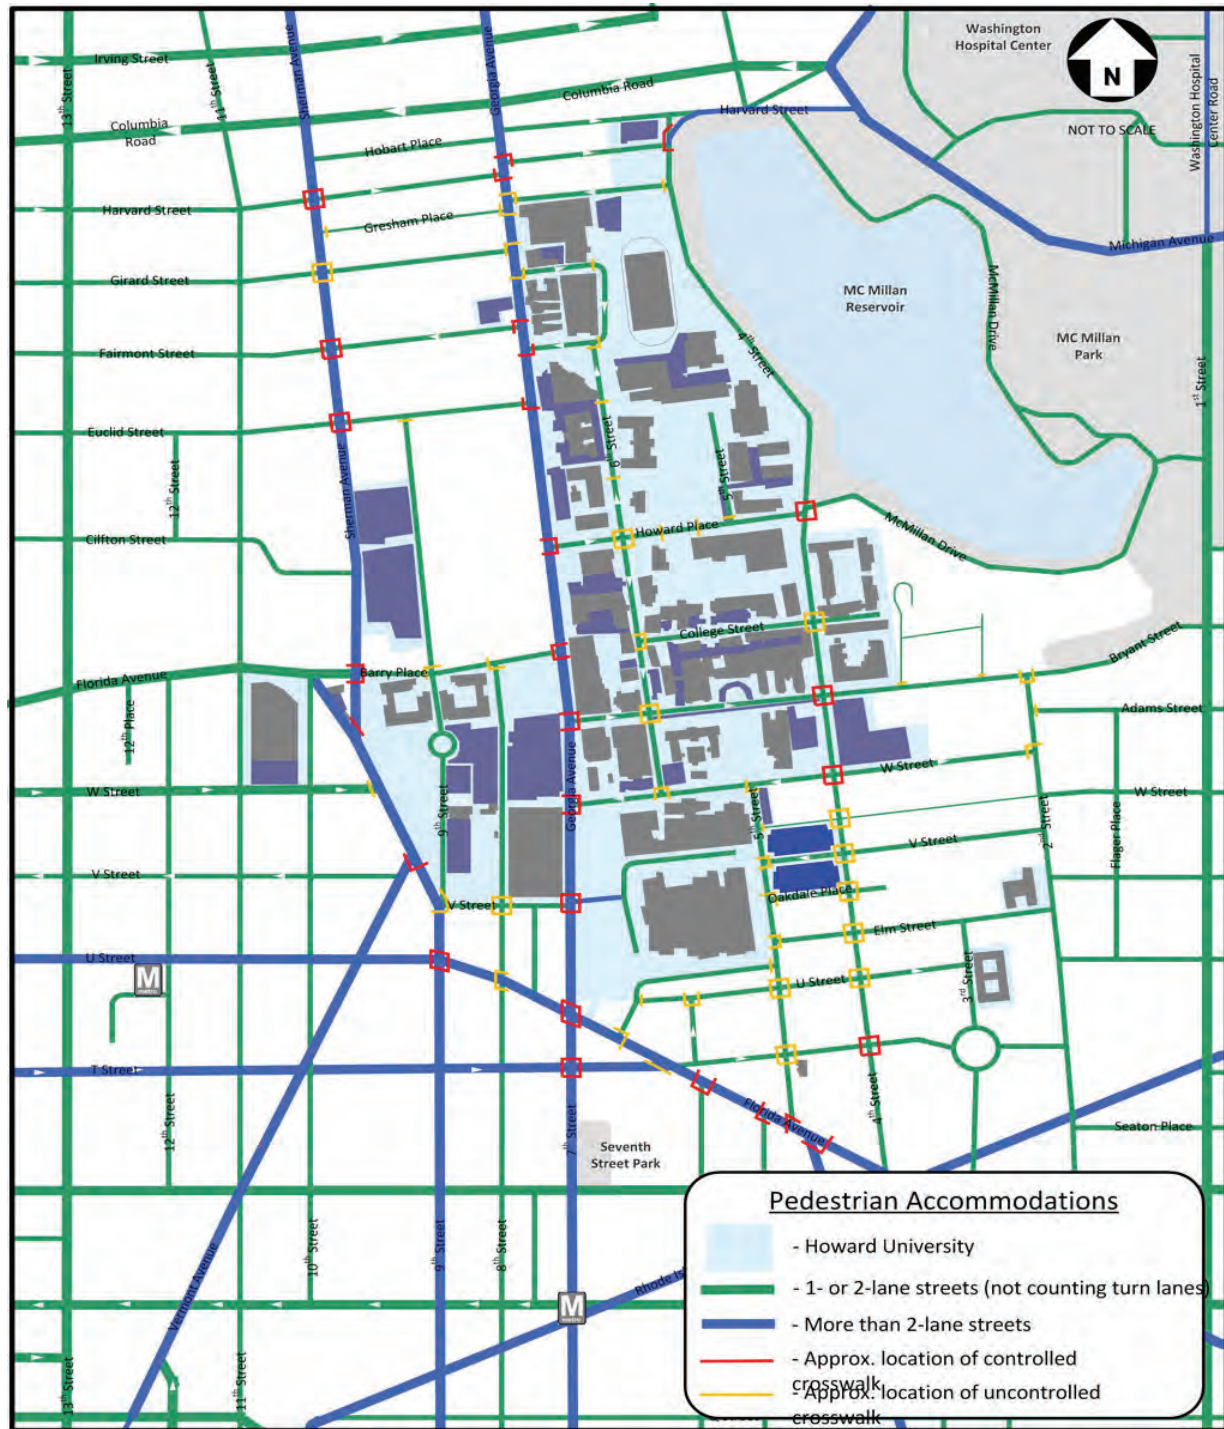 Washington
Hospital Center
N
NOT TO SCALE
Washington Hospital
Center Road
Irving Street
13th Street
11th Street
Sherman Avenue
Georgia Avenue
Columbia Road
Columbia
Road
Harvard Street
Hobart Place
Harvard Street
Gresham Place
Michigan Avenue
Girard Street
MC Millan
Reservoir
McMillan Drive
MC Millan
Park
4th Street
Fairmont Street
1st Street
Euclid Street
12th Street
Sherman Avenue
6th Street
5th Street
Howard Place
McMillan Drive
Cilfton Street
College Street
Bryant Street
Florida Avenue
Barry Place
12th Place
Adams Street
W Street
W Street
W Street
9th Street
Georgia Avenue
5th Street
2nd Street
Flager Place
V Street
V Street
V Street
Oakdale Place
Elm Street
U Street
U Street
3rd Street
M
metro
T Street
12th Street
4th Street
Florida Avenue
7th Street
Seventh
Street Park
Seaton Place
Vermont Avenue
10th Street
9th Street
8th Street
M
metro
Rhode Is
13th Street
11th Street
Pedestrian Accommodations
- Howard University
- 1- or 2-lane streets (not counting turn lanes)
- More than 2-lane streets
- Approx. location of controlled
crosswalk
- Approx. location of uncontrolled
crosswalk